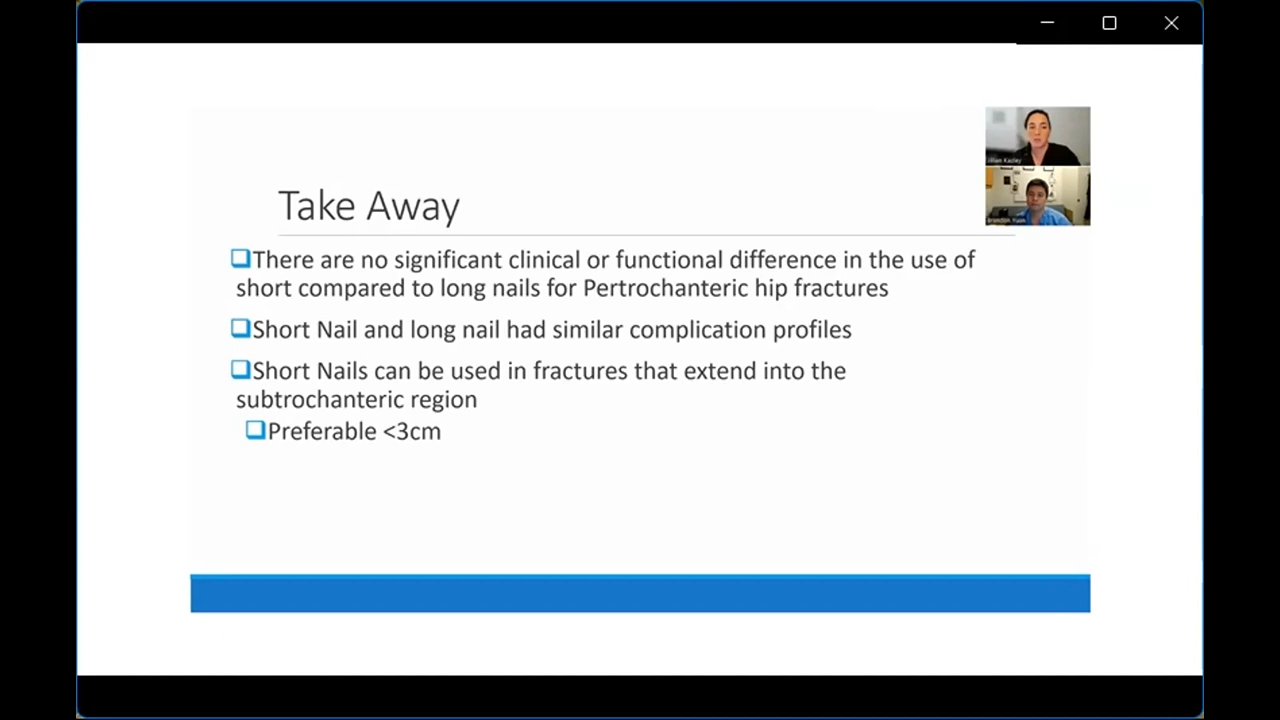 Take Away
There are no significant clinical or functional difference in the use of
short compared to long nails for Pertrochanteric hip fractures
Short Nail and long nail had similar complication profiles
Short Nails can be used in fractures that extend into the
subtrochanteric region
Preferable <3cm